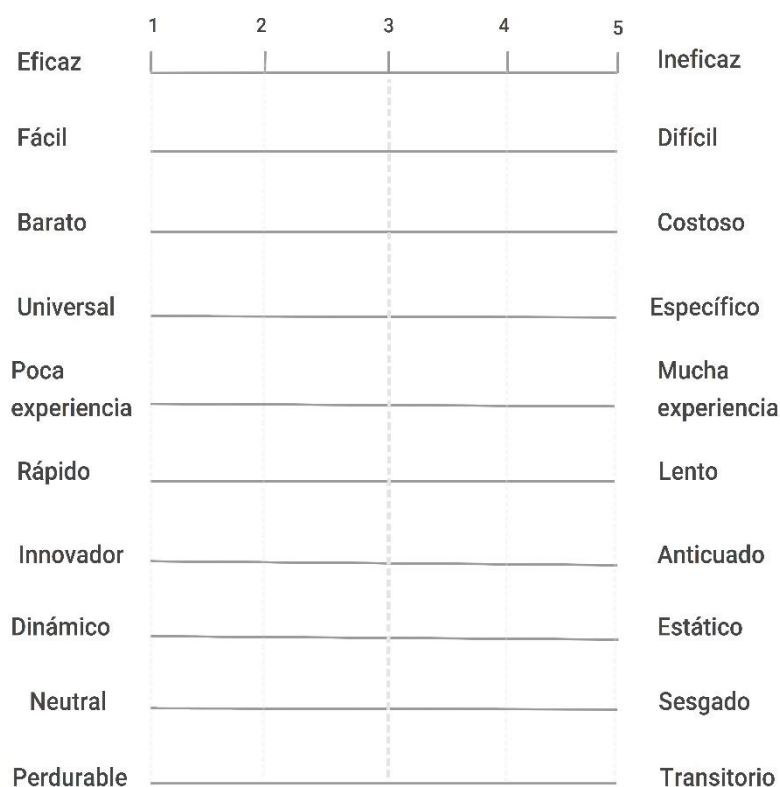 1 2 3 4 5
Eficaz Ineficaz
Fácil Difícil
Barato Costoso
Universal Específico
Poca Mucha
experiencia experiencia
Rápido Lento
Innovador Anticuado
Dinámico Estático
Neutral Sesgado
Perdurable Transitorio